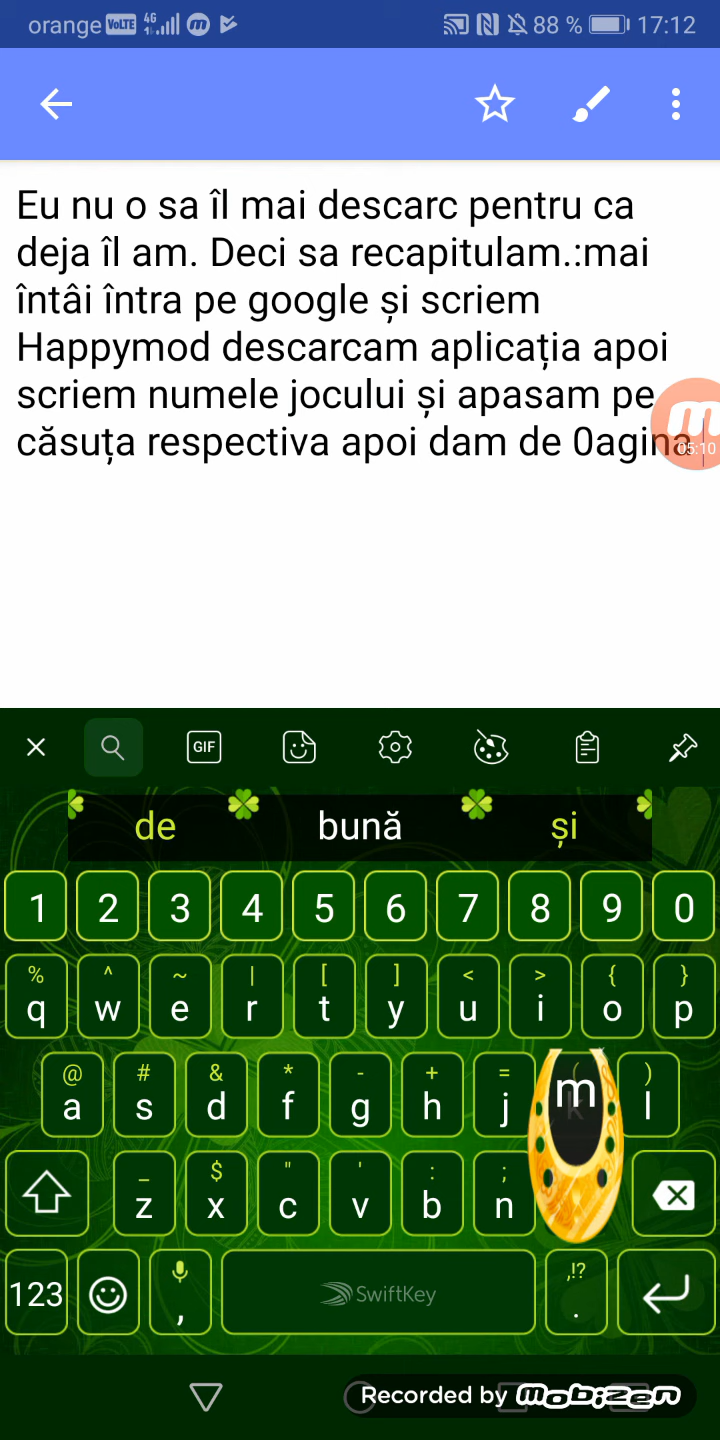 orange VoLTE 4G 88 % 17:12
Eu nu o sa îl mai descarc pentru ca
deja îl am. Deci sa recapitulam.:mai
întâi întra pe google și scriem
Happymod descarcam aplicația apoi
scriem numele jocului și apasam pe
căsuța respectiva apoi dam de 0agina
05:10
GIF
de bună și
1 2 3 4 5 6 7 8 9 0
% ^ ~ | [ ] < > { }
q w e r t y u i o p
@ # & * - + = ( )
a s d f g h j k l
m
_ $ " ' : ;
z x c v b n
123 , SwiftKey ,!? .
Recorded by mobizen